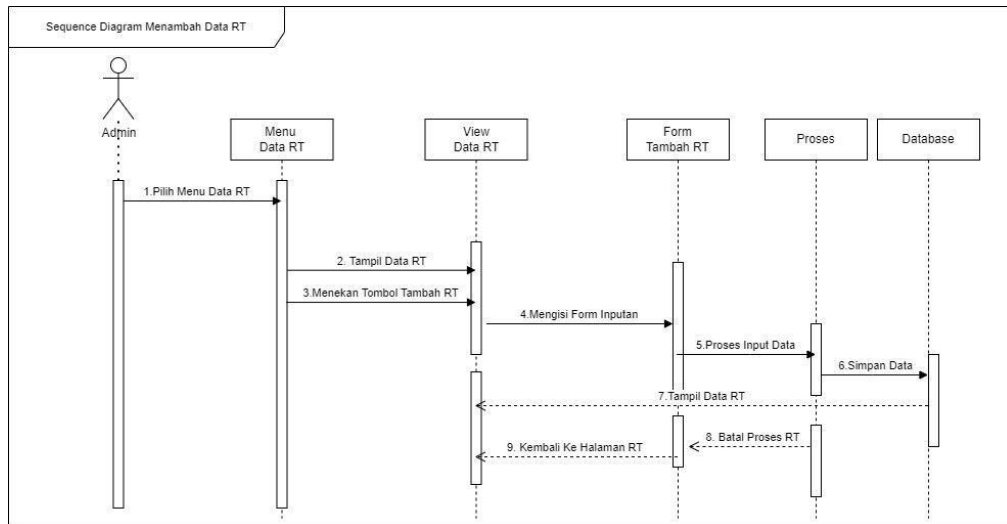 Sequence Diagram Menambah Data RT
Admin
Menu
Data RT
View
Data RT
Form
Tambah RT
Proses
Database
1.Pilih Menu Data RT
2. Tampil Data RT
3.Menekan Tombol Tambah RT
4.Mengisi Form Inputan
5.Proses Input Data
6.Simpan Data
7.Tampil Data RT
8. Batal Proses RT
9. Kembali Ke Halaman RT